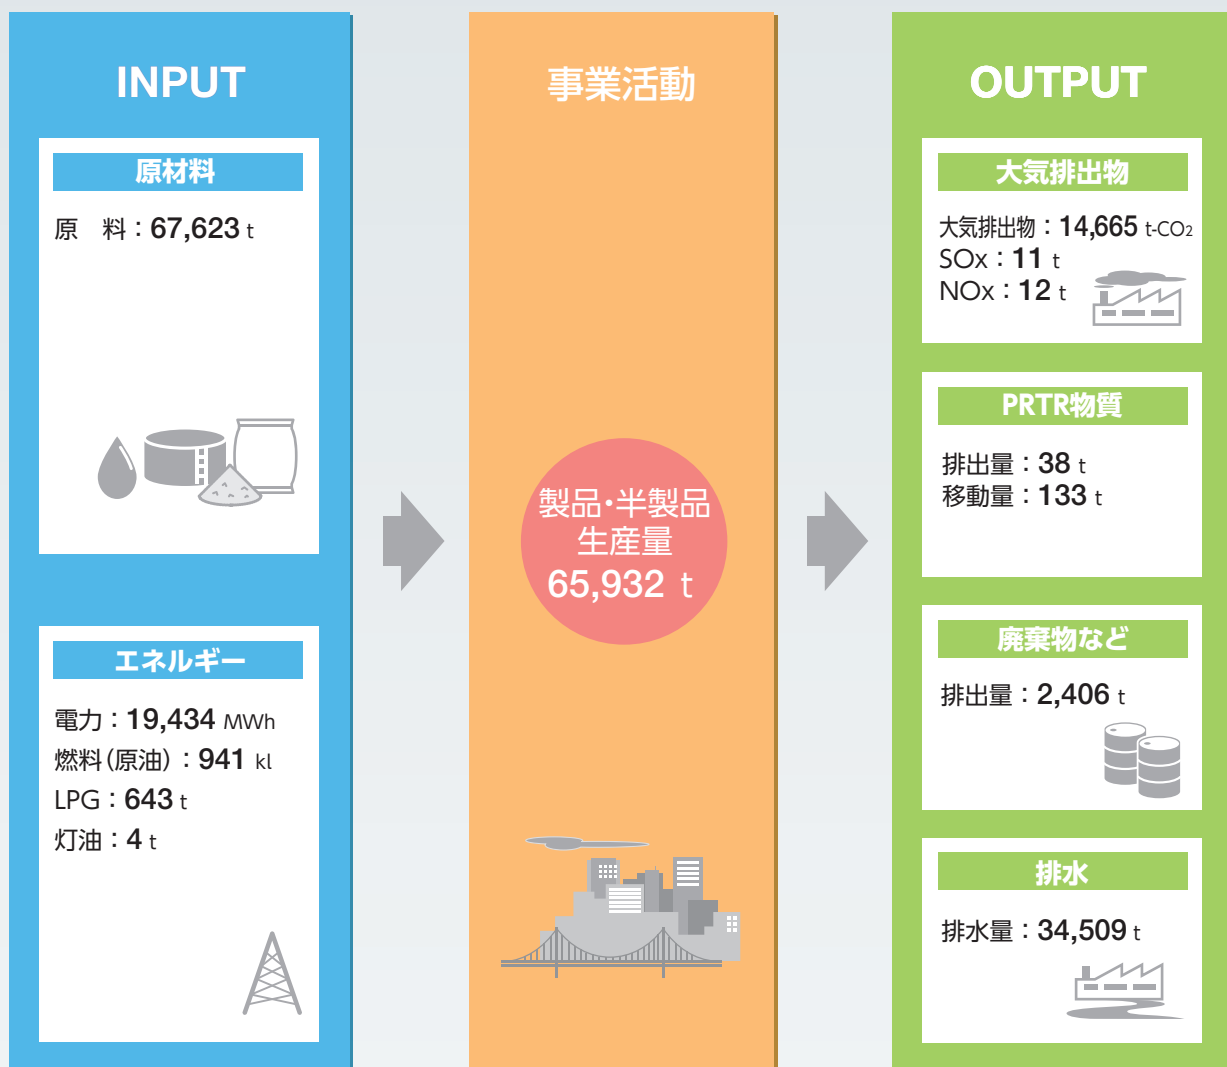 INPUT
原材料
原　料：67,623 t
エネルギー
電力：19,434 MWh
燃料（原油）：941 kl
LPG：643 t
灯油：4 t
事業活動
製品・半製品
生産量
65,932 t
OUTPUT
大気排出物
大気排出物：14,665 t-CO₂
SOx：11 t
NOx：12 t
PRTR物質
排出量：38 t
移動量：133 t
廃棄物など
排出量：2,406 t
排水
排水量：34,509 t